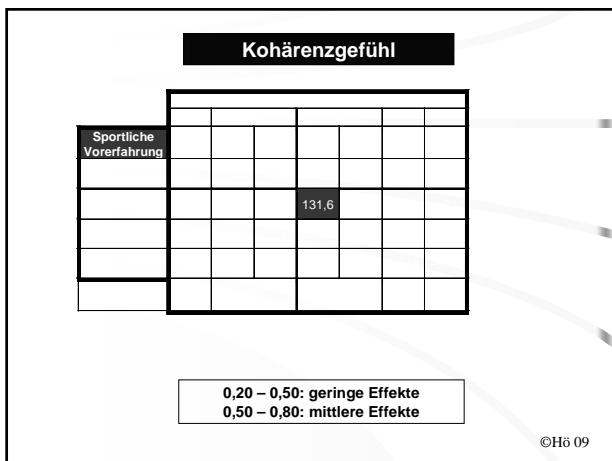 Kohärenzgefühl
Sportliche
Vorerfahrung
131,6
0,20 – 0,50: geringe Effekte
0,50 – 0,80: mittlere Effekte
©Hö 09